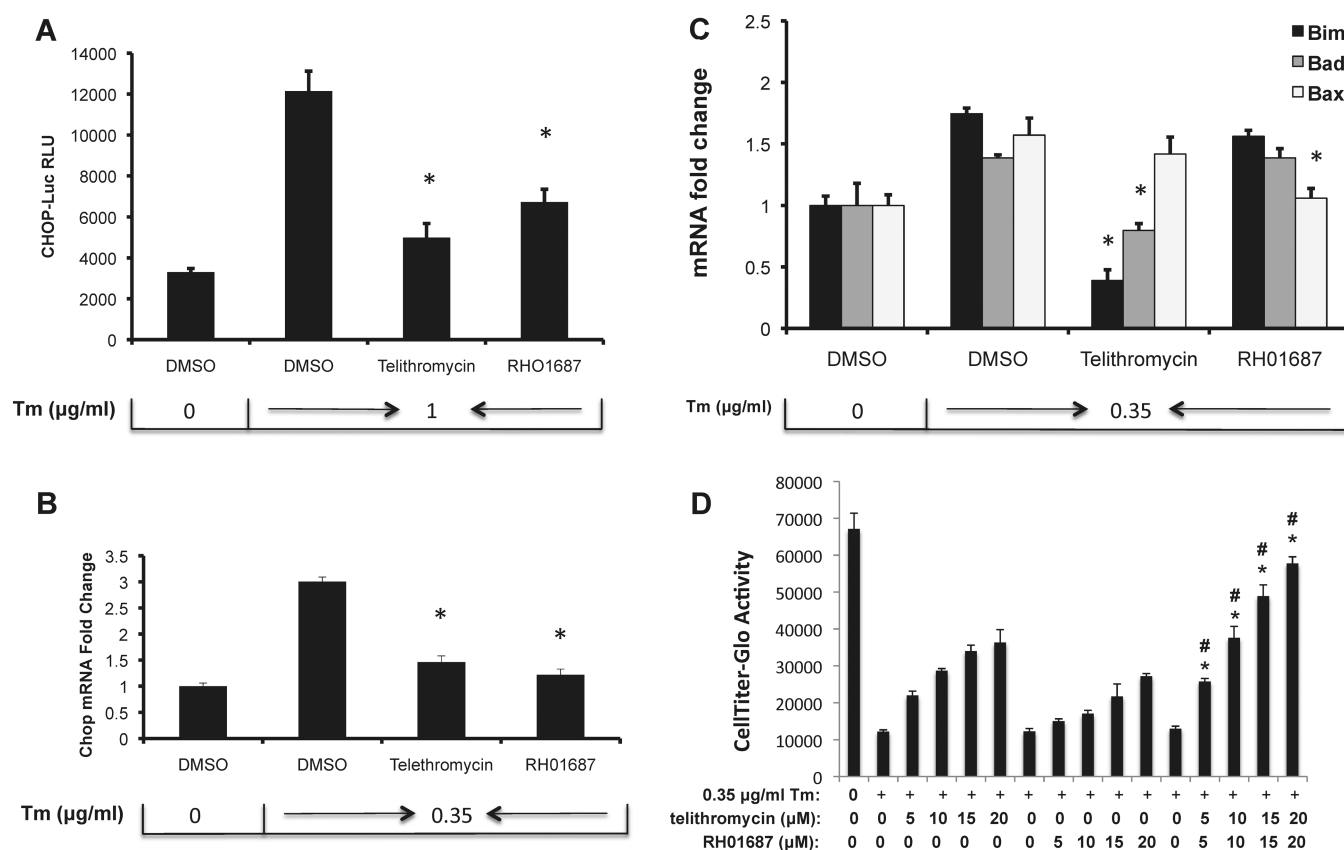 A
14000
12000
10000
8000
6000
4000
2000
0
CHOP-Luc RLU
*
*
DMSO DMSO Telithromycin RHO1687
Tm (µg/ml) 0 1
B
3.5
3
2.5
2
1.5
1
0.5
0
Chop mRNA Fold Change
*
*
DMSO DMSO Telethromycin RH01687
Tm (µg/ml) 0 0.35
C
2.5
2
1.5
1
0.5
0
mRNA fold change
Bim
Bad
Bax
*
*
*
DMSO DMSO Telithromycin RH01687
Tm (µg/ml) 0 0.35
D
80000
70000
60000
50000
40000
30000
20000
10000
0
CellTiter-Glo Activity
#
*
#
*
#
*
#
*
0.35 µg/ml Tm: 0 + + + + + + + + + + + + + + +
telithromycin (µM): 0 0 5 10 15 20 0 0 0 0 0 0 5 10 15 20
RH01687 (µM): 0 0 0 0 0 0 0 5 10 15 20 0 5 10 15 20